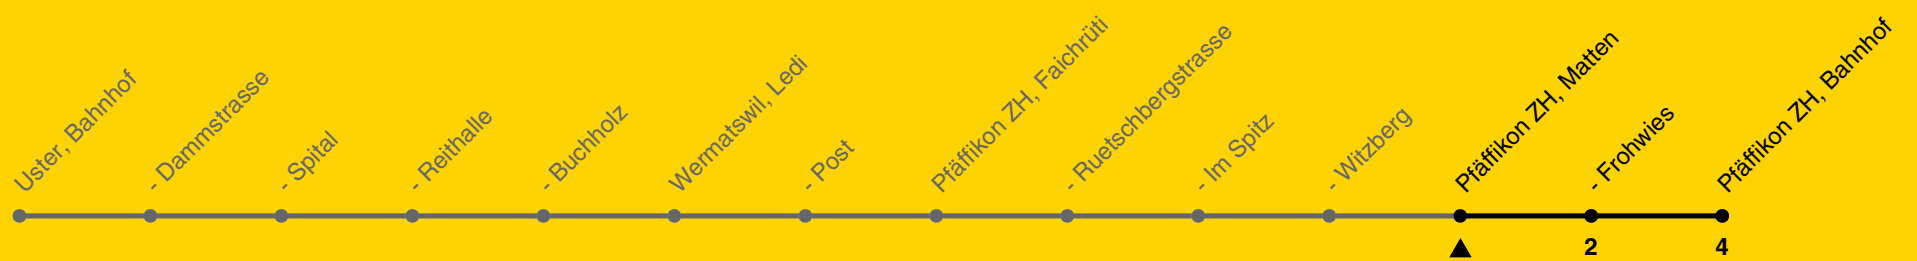 Uster, Bahnhof
- Dammstrasse
- Spital
- Reithalle
- Buchholz
Wermatswil, Ledi
- Post
Pfäffikon ZH, Faichrüti
- Ruetschbergstrasse
- Im Spitz
- Witzberg
Pfäffikon ZH, Matten
- Frohwies
Pfäffikon ZH, Bahnhof
2
4